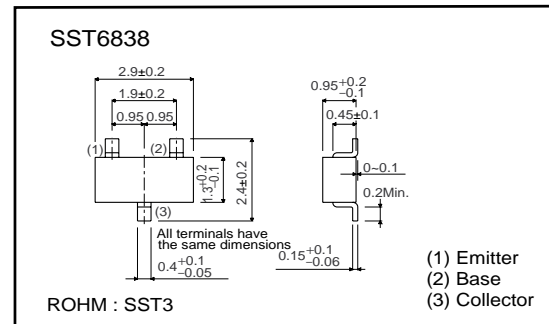 SST6838
2.9±0.2
1.9±0.2
0.95 0.95
(1) (2)
(3)
1.3+0.2 −0.1
2.4±0.2
All terminals have
the same dimensions
0.4+0.1 −0.05
0.95+0.2 −0.1
0.45±0.1
0~0.1
0.2Min.
0.15+0.1 −0.06
(1) Emitter
(2) Base
(3) Collector
ROHM : SST3